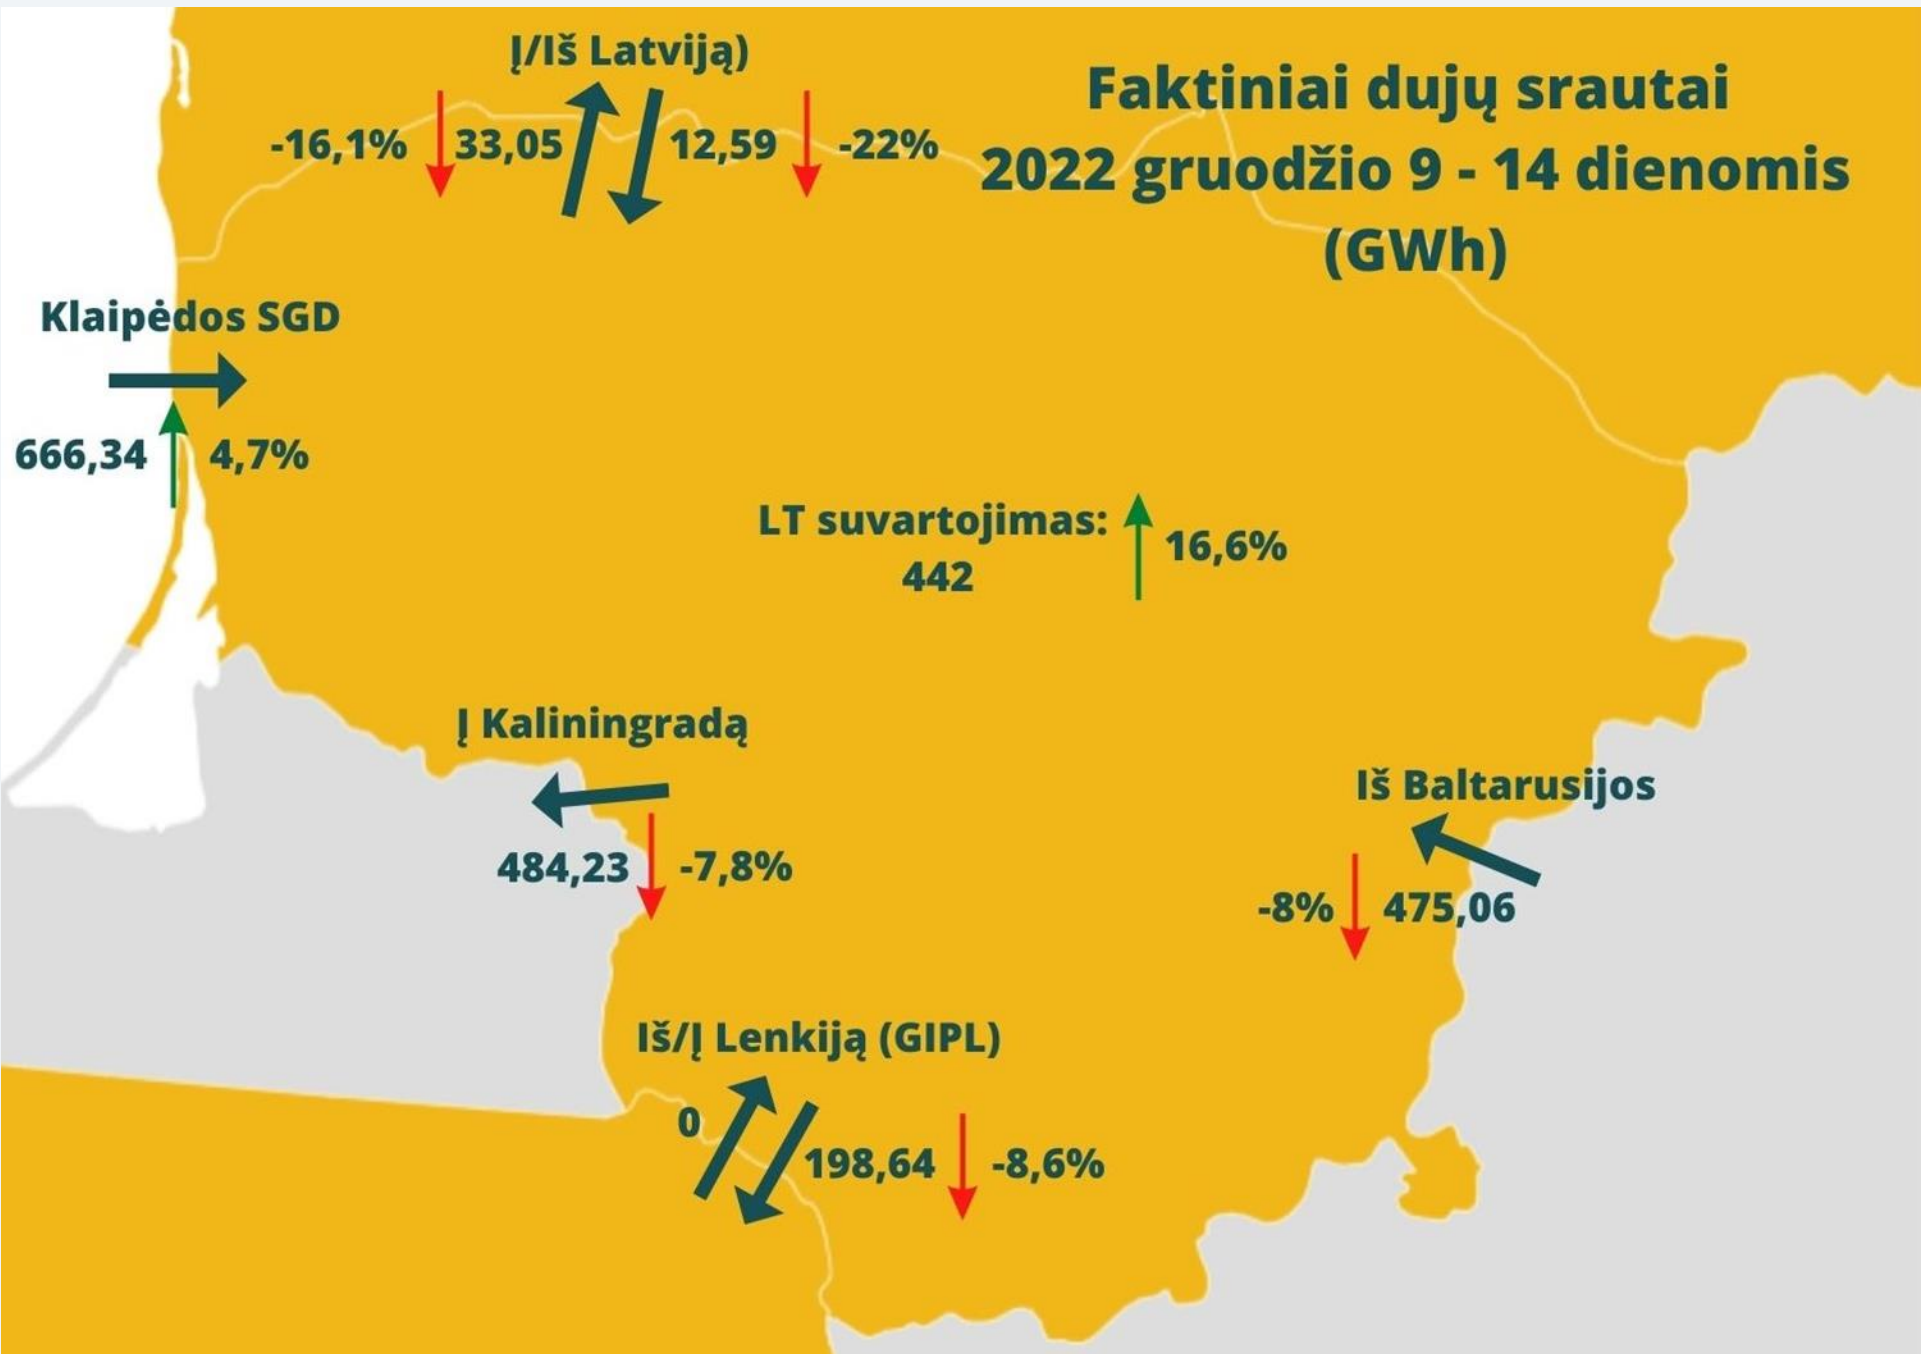 Į/Iš Latviją)
-16,1%
33,05
12,59
-22%
Faktiniai dujų srautai
2022 gruodžio 9 - 14 dienomis
(GWh)
Klaipėdos SGD
666,34
4,7%
LT suvartojimas:
442
16,6%
Į Kaliningradą
484,23
-7,8%
Iš Baltarusijos
-8%
475,06
Iš/Į Lenkiją (GIPL)
0
198,64
-8,6%